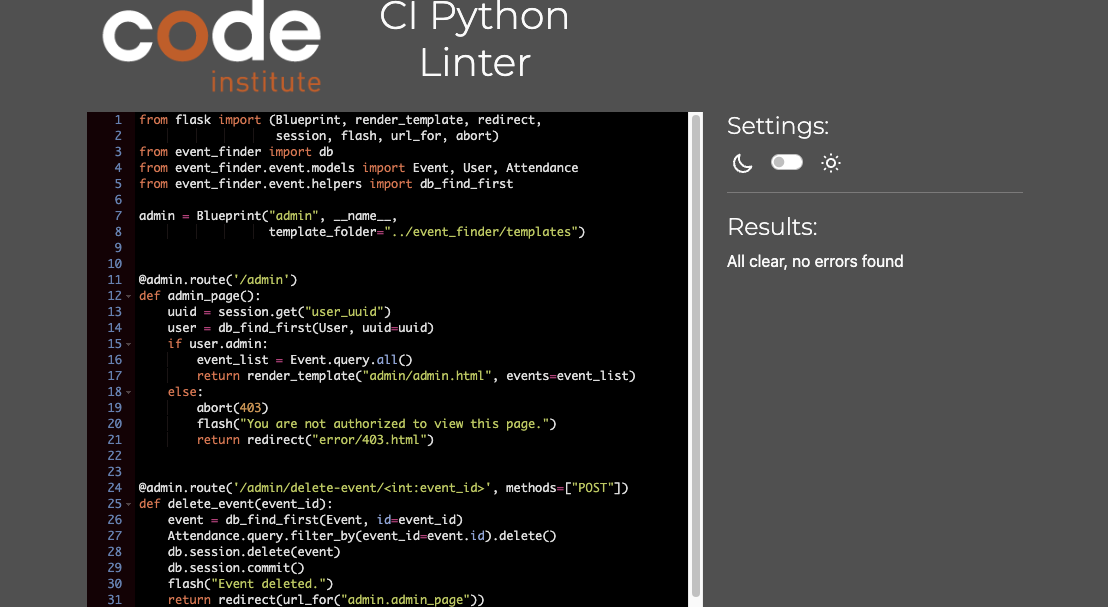 code
institute
CI Python
Linter
1 from flask import (Blueprint, render_template, redirect,
2                    session, flash, url_for, abort)
3 from event_finder import db
4 from event_finder.event.models import Event, User, Attendance
5 from event_finder.event.helpers import db_find_first
6
7 admin = Blueprint("admin", __name__,
8                   template_folder="../event_finder/templates")
9
10
11 @admin.route('/admin')
12 def admin_page():
13     uuid = session.get("user_uuid")
14     user = db_find_first(User, uuid=uuid)
15     if user.admin:
16         event_list = Event.query.all()
17         return render_template("admin/admin.html", events=event_list)
18     else:
19         abort(403)
20         flash("You are not authorized to view this page.")
21         return redirect("error/403.html")
22
23
24 @admin.route('/admin/delete-event/<int:event_id>', methods=["POST"])
25 def delete_event(event_id):
26     event = db_find_first(Event, id=event_id)
27     Attendance.query.filter_by(event_id=event.id).delete()
28     db.session.delete(event)
29     db.session.commit()
30     flash("Event deleted.")
31     return redirect(url_for("admin.admin_page"))
Settings:
Results:
All clear, no errors found